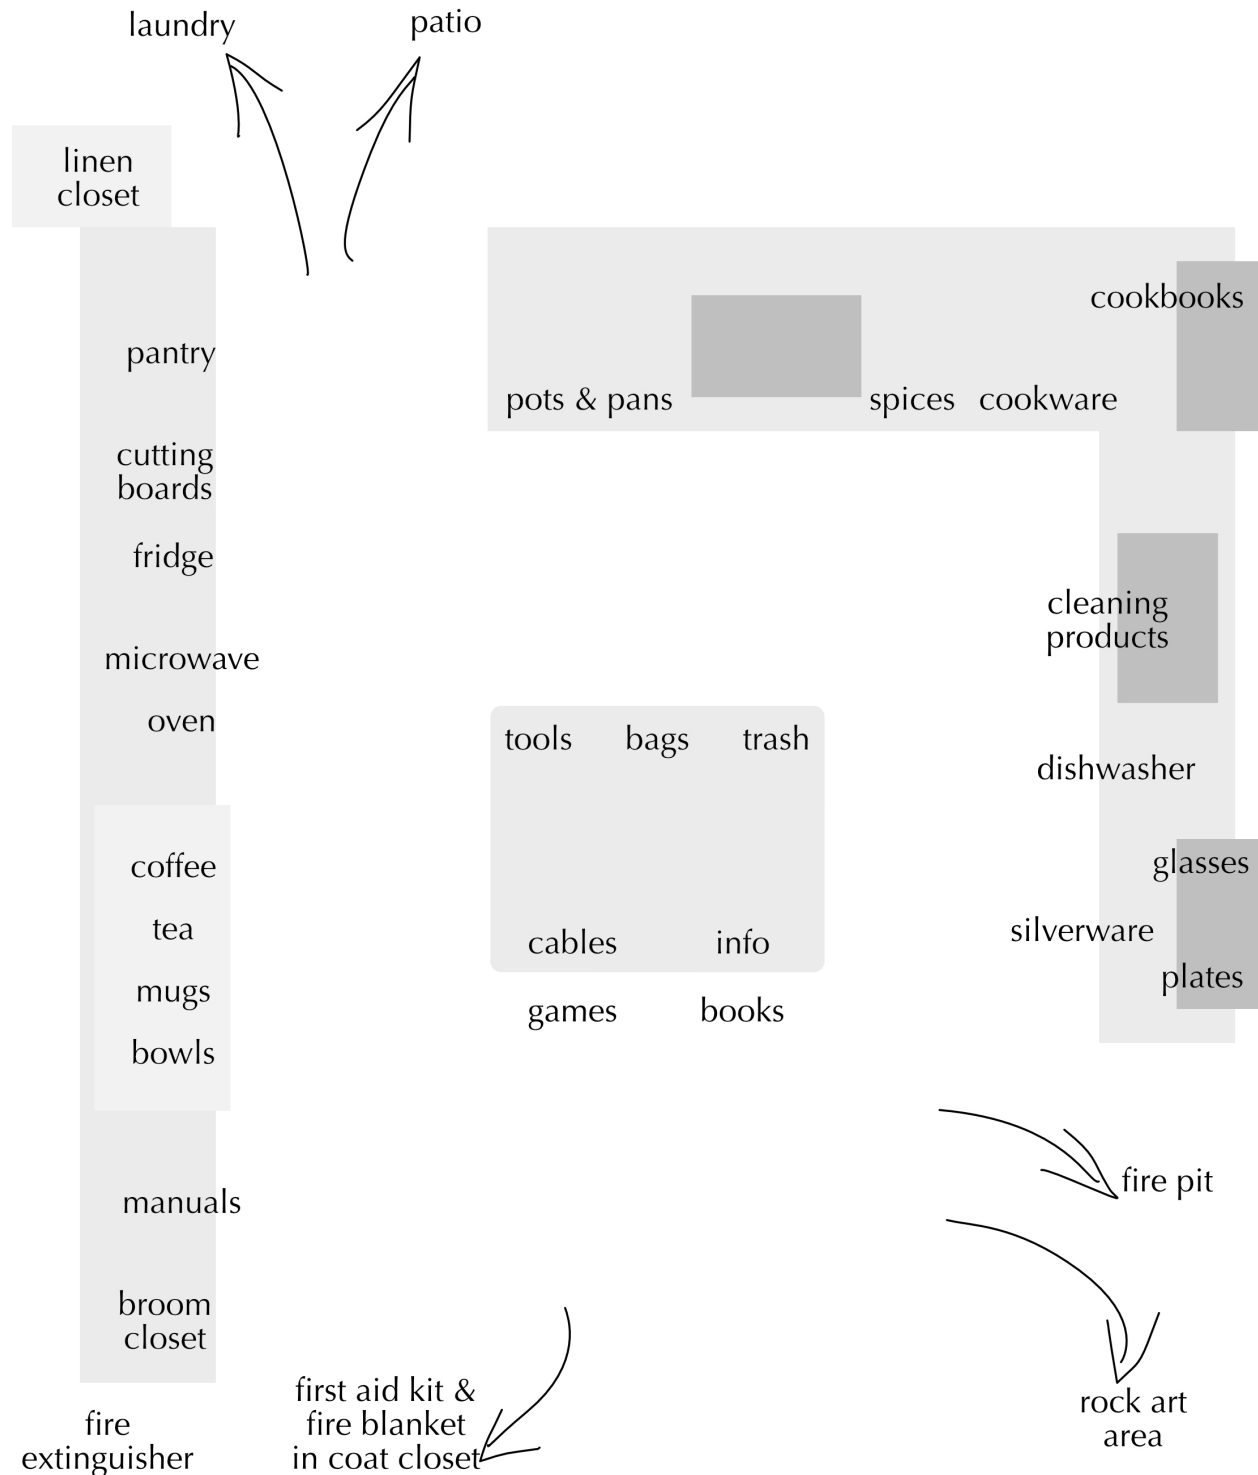 laundry
patio
linen
closet
pantry
cutting
boards
fridge
microwave
oven
coffee
tea
mugs
bowls
manuals
broom
closet
fire
extinguisher
pots & pans
spices
cookware
cookbooks
cleaning
products
dishwasher
glasses
silverware
plates
tools
bags
trash
cables
info
games
books
fire pit
rock art
area
first aid kit &
fire blanket
in coat closet